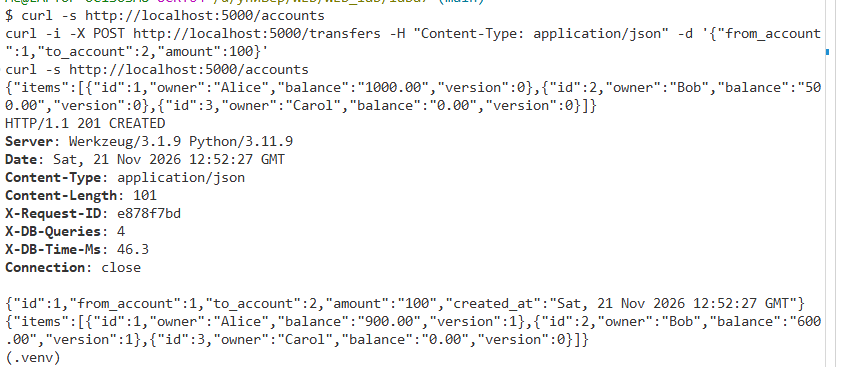 $ curl -s http://localhost:5000/accounts
curl -i -X POST http://localhost:5000/transfers -H "Content-Type: application/json" -d '{"from_account
":1,"to_account":2,"amount":100}'
curl -s http://localhost:5000/accounts
{"items":[{"id":1,"owner":"Alice","balance":"1000.00","version":0},{"id":2,"owner":"Bob","balance":"50
0.00","version":0},{"id":3,"owner":"Carol","balance":"0.00","version":0}]}
HTTP/1.1 201 CREATED
Server: Werkzeug/3.1.9 Python/3.11.9
Date: Sat, 21 Nov 2026 12:52:27 GMT
Content-Type: application/json
Content-Length: 101
X-Request-ID: e878f7bd
X-DB-Queries: 4
X-DB-Time-Ms: 46.3
Connection: close

{"id":1,"from_account":1,"to_account":2,"amount":"100","created_at":"Sat, 21 Nov 2026 12:52:27 GMT"}
{"items":[{"id":1,"owner":"Alice","balance":"900.00","version":1},{"id":2,"owner":"Bob","balance":"600
.00","version":1},{"id":3,"owner":"Carol","balance":"0.00","version":0}]}
(.venv)